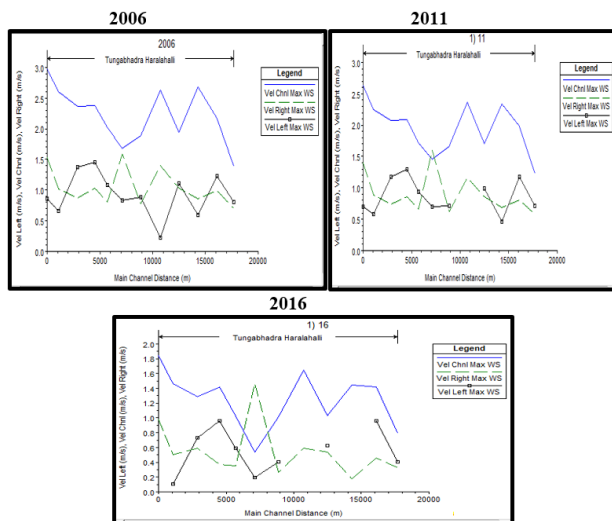 2006
2011
2006
Tungabhadra Haralahalli
Legend
Vel Chnl Max WS
Vel Right Max WS
Vel Left Max WS
Vel Left (m/s), Vel Chnl (m/s), Vel Right (m/s)
3.0
2.5
2.0
1.5
1.0
0.5
0.0
0
5000
10000
15000
20000
Main Channel Distance (m)
1) 11
Tungabhadra Haralahalli
Legend
Vel Chnl Max WS
Vel Right Max WS
Vel Left Max WS
Vel Left (m/s), Vel Chnl (m/s), Vel Right (m/s)
3.0
2.5
2.0
1.5
1.0
0.5
0.0
0
5000
10000
15000
20000
Main Channel Distance (m)
2016
1) 16
Tungabhadra Haralahalli
Legend
Vel Chnl Max WS
Vel Right Max WS
Vel Left Max WS
Vel Left (m/s), Vel Chnl (m/s), Vel Right (m/s)
2.0
1.8
1.6
1.4
1.2
1.0
0.8
0.6
0.4
0.2
0.0
0
5000
10000
15000
20000
Main Channel Distance (m)